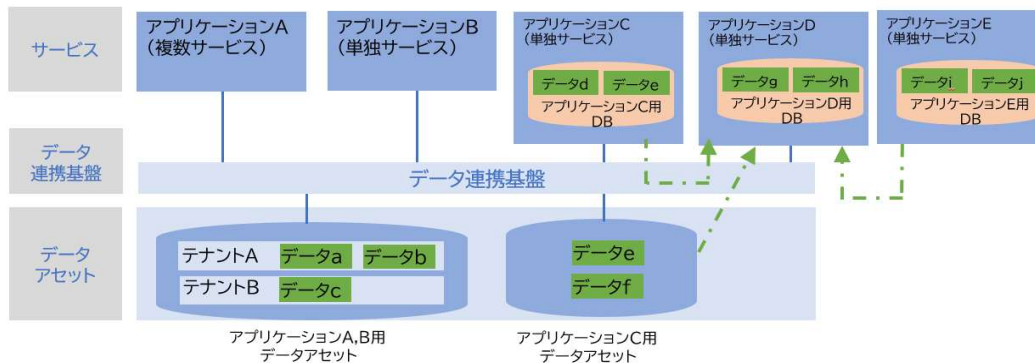 サービス
アプリケーションA
(複数サービス)
アプリケーションB
(単独サービス)
アプリケーションC
(単独サービス)
データd
データe
アプリケーションC用
DB
アプリケーションD
(単独サービス)
データg
データh
アプリケーションD用
DB
アプリケーションE
(単独サービス)
データi
データj
アプリケーションE用
DB
データ
連携基盤
データ連携基盤
データ
アセット
テナントA
データa
データb
テナントB
データc
アプリケーションA,B用
データアセット
データe
データf
アプリケーションC用
データアセット